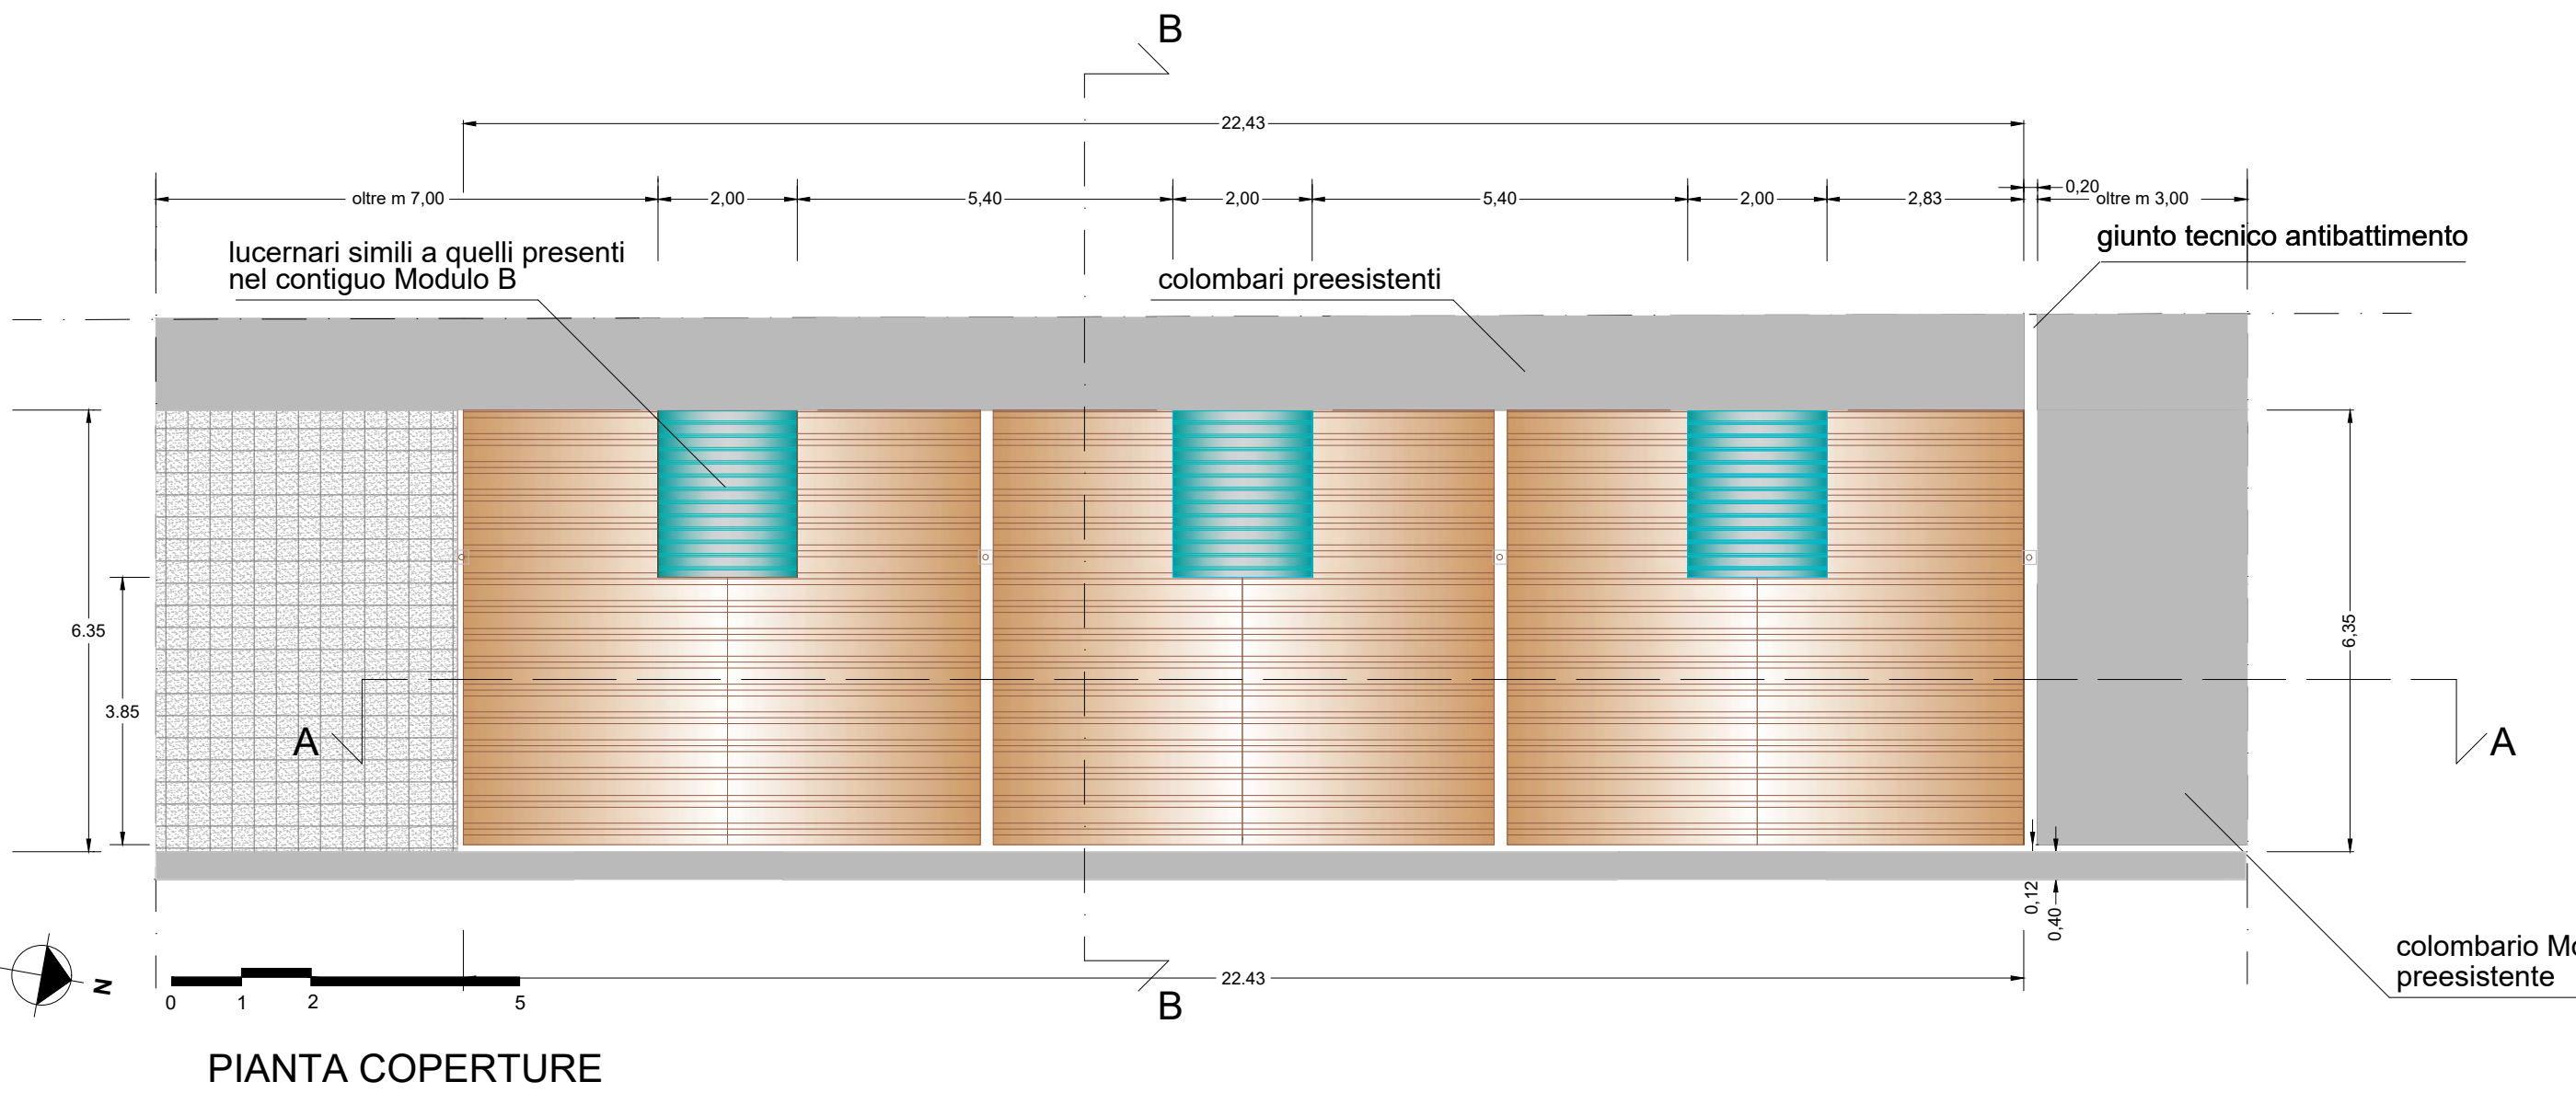 B
22,43
oltre m 7,00
2,00
5,40
2,00
5,40
2,00
2,83
0,20
oltre m 3,00
giunto tecnico antibattimento
lucernari simili a quelli presenti
nel contiguo Modulo B
colombari preesistenti
6.35
3.85
6,35
A
A
0,12
0,40
colombario
preesistente
N
0
1
2
5
22.43
B
PIANTA COPERTURE